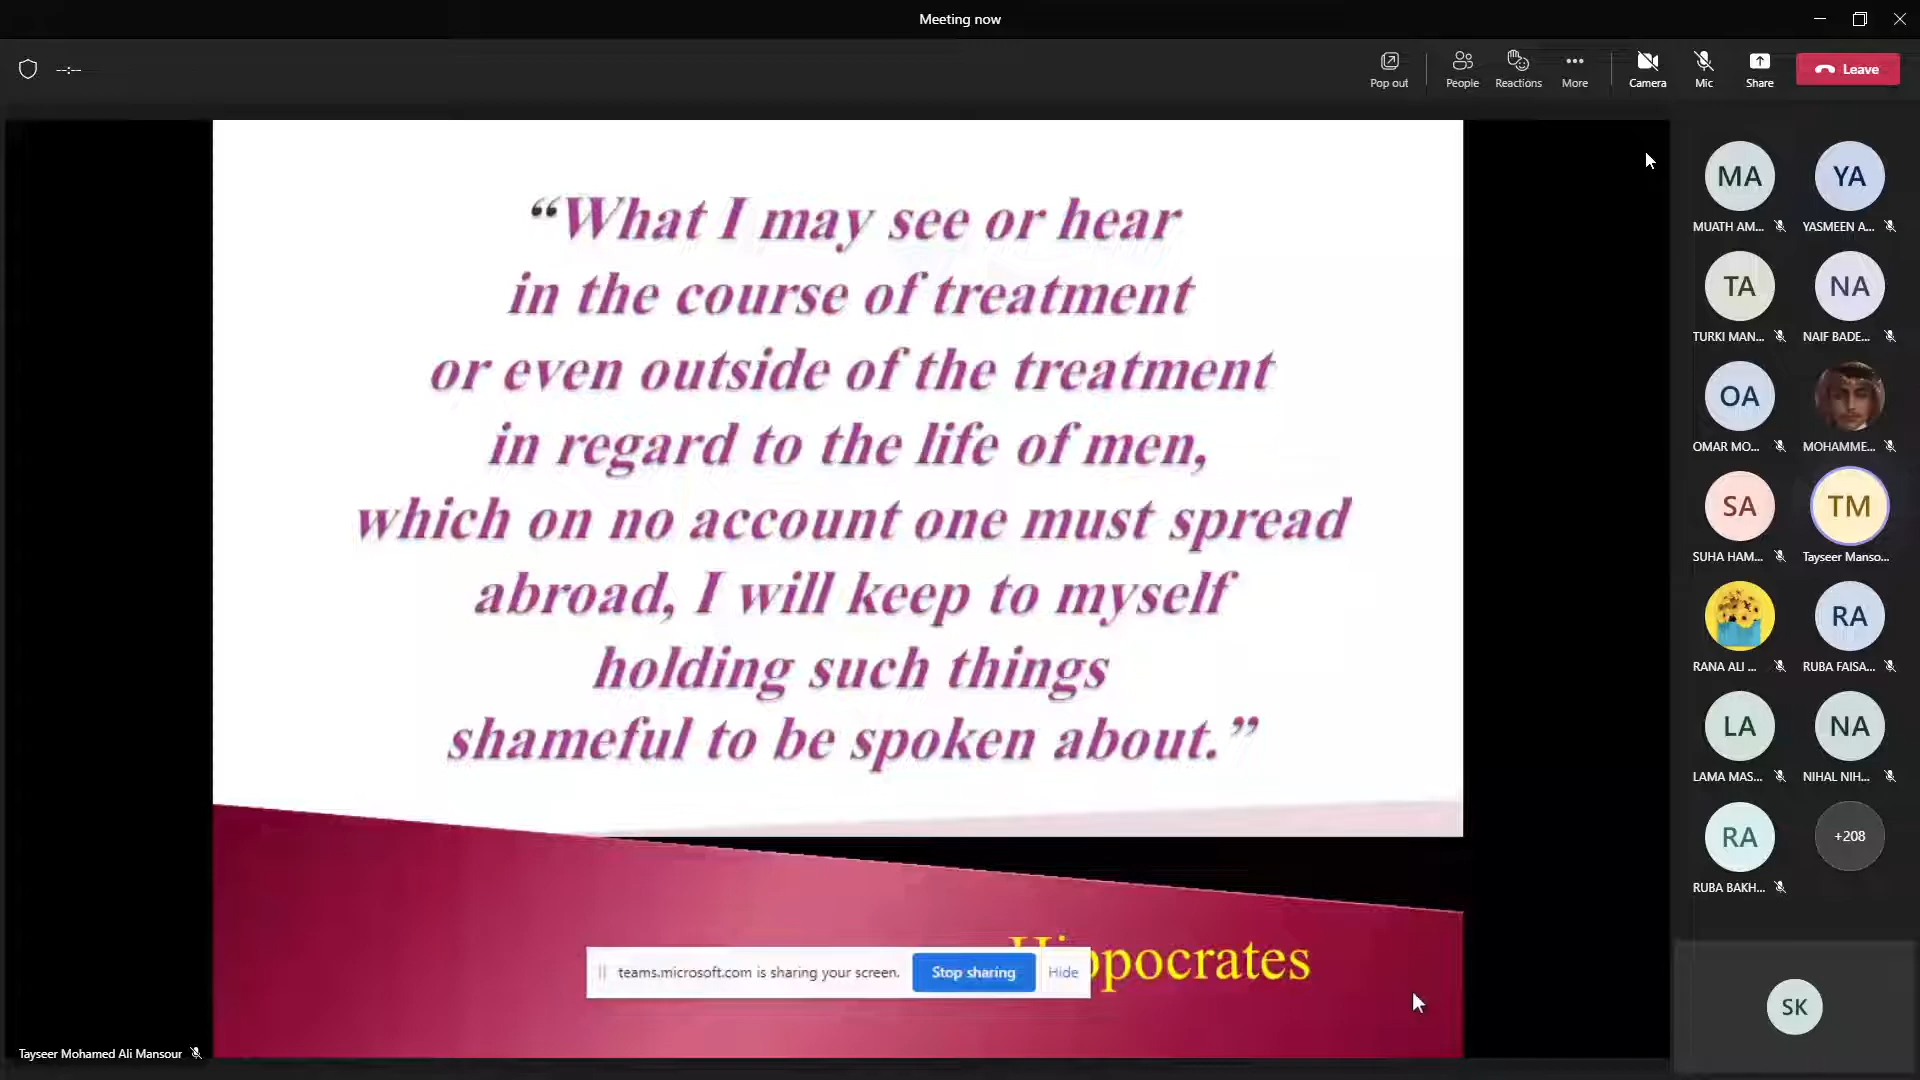 Meeting now
--:--
Pop out
People
Reactions
More
Camera
Mic
Share
Leave
“What I may see or hear
in the course of treatment
or even outside of the treatment
in regard to the life of men,
which on no account one must spread
abroad, I will keep to myself
holding such things
shameful to be spoken about.”
Hippocrates
teams.microsoft.com is sharing your screen.
Stop sharing
Hide
Tayseer Mohamed Ali Mansour
MA
MUATH AM...
YA
YASMEEN A...
TA
TURKI MAN...
NA
NAIF BADE...
OA
OMAR MO...
MOHAMME...
SA
SUHA HAM...
TM
Tayseer Manso...
RANA ALI ...
RA
RUBA FAISA...
LA
LAMA MAS...
NA
NIHAL NIH...
RA
RUBA BAKH...
+208
SK